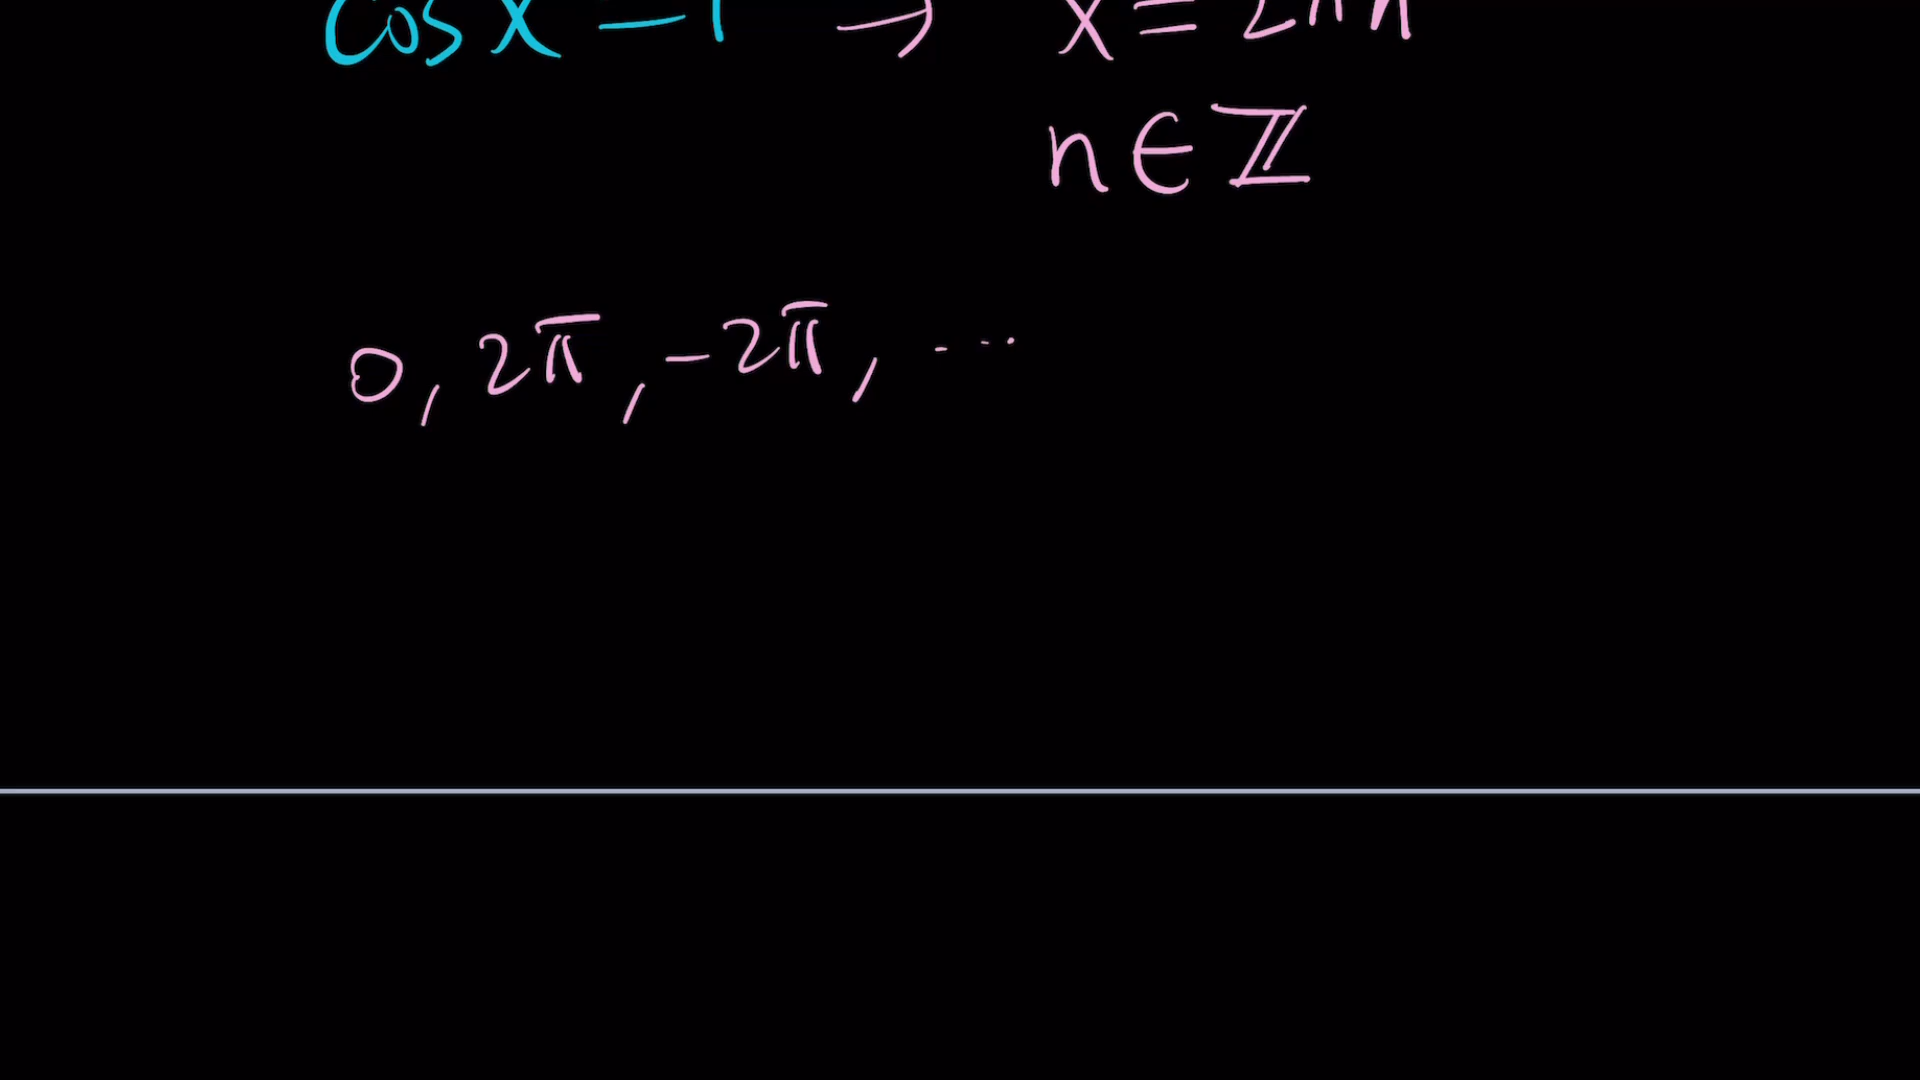 cos x = 1 → x = 2πn
n ∈ ℤ
0, 2π, -2π, ...